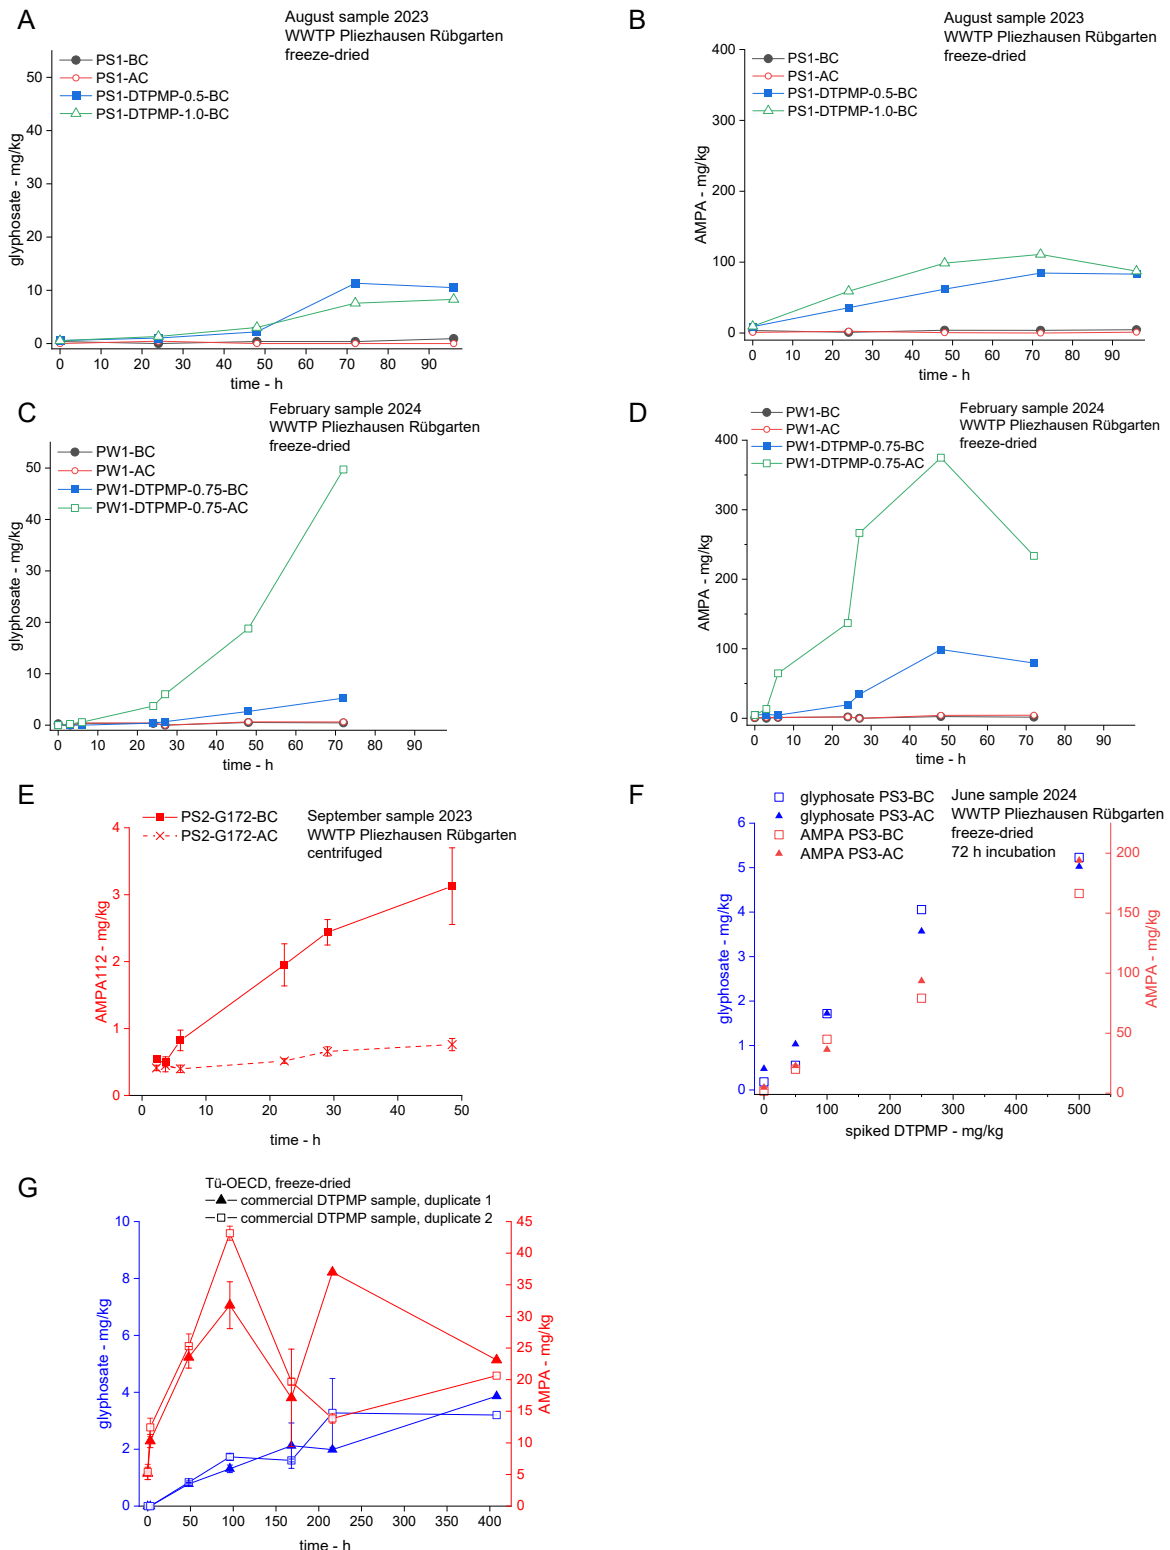 A
August sample 2023
WWTP Pliezhausen Rübgarten
freeze-dried
PS1-BC
PS1-AC
PS1-DTPMP-0.5-BC
PS1-DTPMP-1.0-BC
glyphosate - mg/kg
50
40
30
20
10
0
0 10 20 30 40 50 60 70 80 90
time - h
B
August sample 2023
WWTP Pliezhausen Rübgarten
freeze-dried
PS1-BC
PS1-AC
PS1-DTPMP-0.5-BC
PS1-DTPMP-1.0-BC
AMPA - mg/kg
400
300
200
100
0
0 10 20 30 40 50 60 70 80 90
time - h
C
February sample 2024
WWTP Pliezhausen Rübgarten
freeze-dried
PW1-BC
PW1-AC
PW1-DTPMP-0.75-BC
PW1-DTPMP-0.75-AC
glyphosate - mg/kg
50
40
30
20
10
0
0 10 20 30 40 50 60 70 80 90
time - h
D
February sample 2024
WWTP Pliezhausen Rübgarten
freeze-dried
PW1-BC
PW1-AC
PW1-DTPMP-0.75-BC
PW1-DTPMP-0.75-AC
AMPA - mg/kg
400
300
200
100
0
0 10 20 30 40 50 60 70 80 90
time - h
E
PS2-G172-BC
PS2-G172-AC
September sample 2023
WWTP Pliezhausen Rübgarten
centrifuged
AMPA112 - mg/kg
4
3
2
1
0
0 10 20 30 40 50
time - h
F
glyphosate PS3-BC
glyphosate PS3-AC
AMPA PS3-BC
AMPA PS3-AC
June sample 2024
WWTP Pliezhausen Rübgarten
freeze-dried
72 h incubation
glyphosate - mg/kg
6
5
4
3
2
1
0
AMPA - mg/kg
200
150
100
50
0
0 100 200 300 400 500
spiked DTPMP - mg/kg
G
Tü-OECD, freeze-dried
commercial DTPMP sample, duplicate 1
commercial DTPMP sample, duplicate 2
glyphosate - mg/kg
10
8
6
4
2
0
AMPA - mg/kg
45
40
35
30
25
20
15
10
5
0
0 50 100 150 200 250 300 350 400
time - h